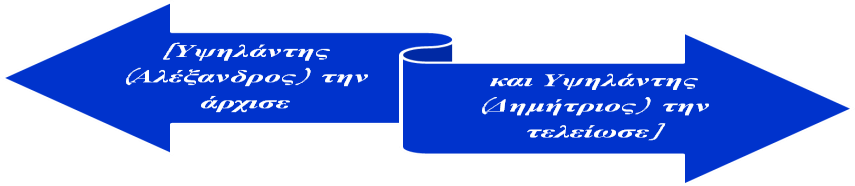 [Υψηλάντης
(Αλέξανδρος) την
άρχισε
και Υψηλάντης
(Δημήτριος) την
τελείωσε]